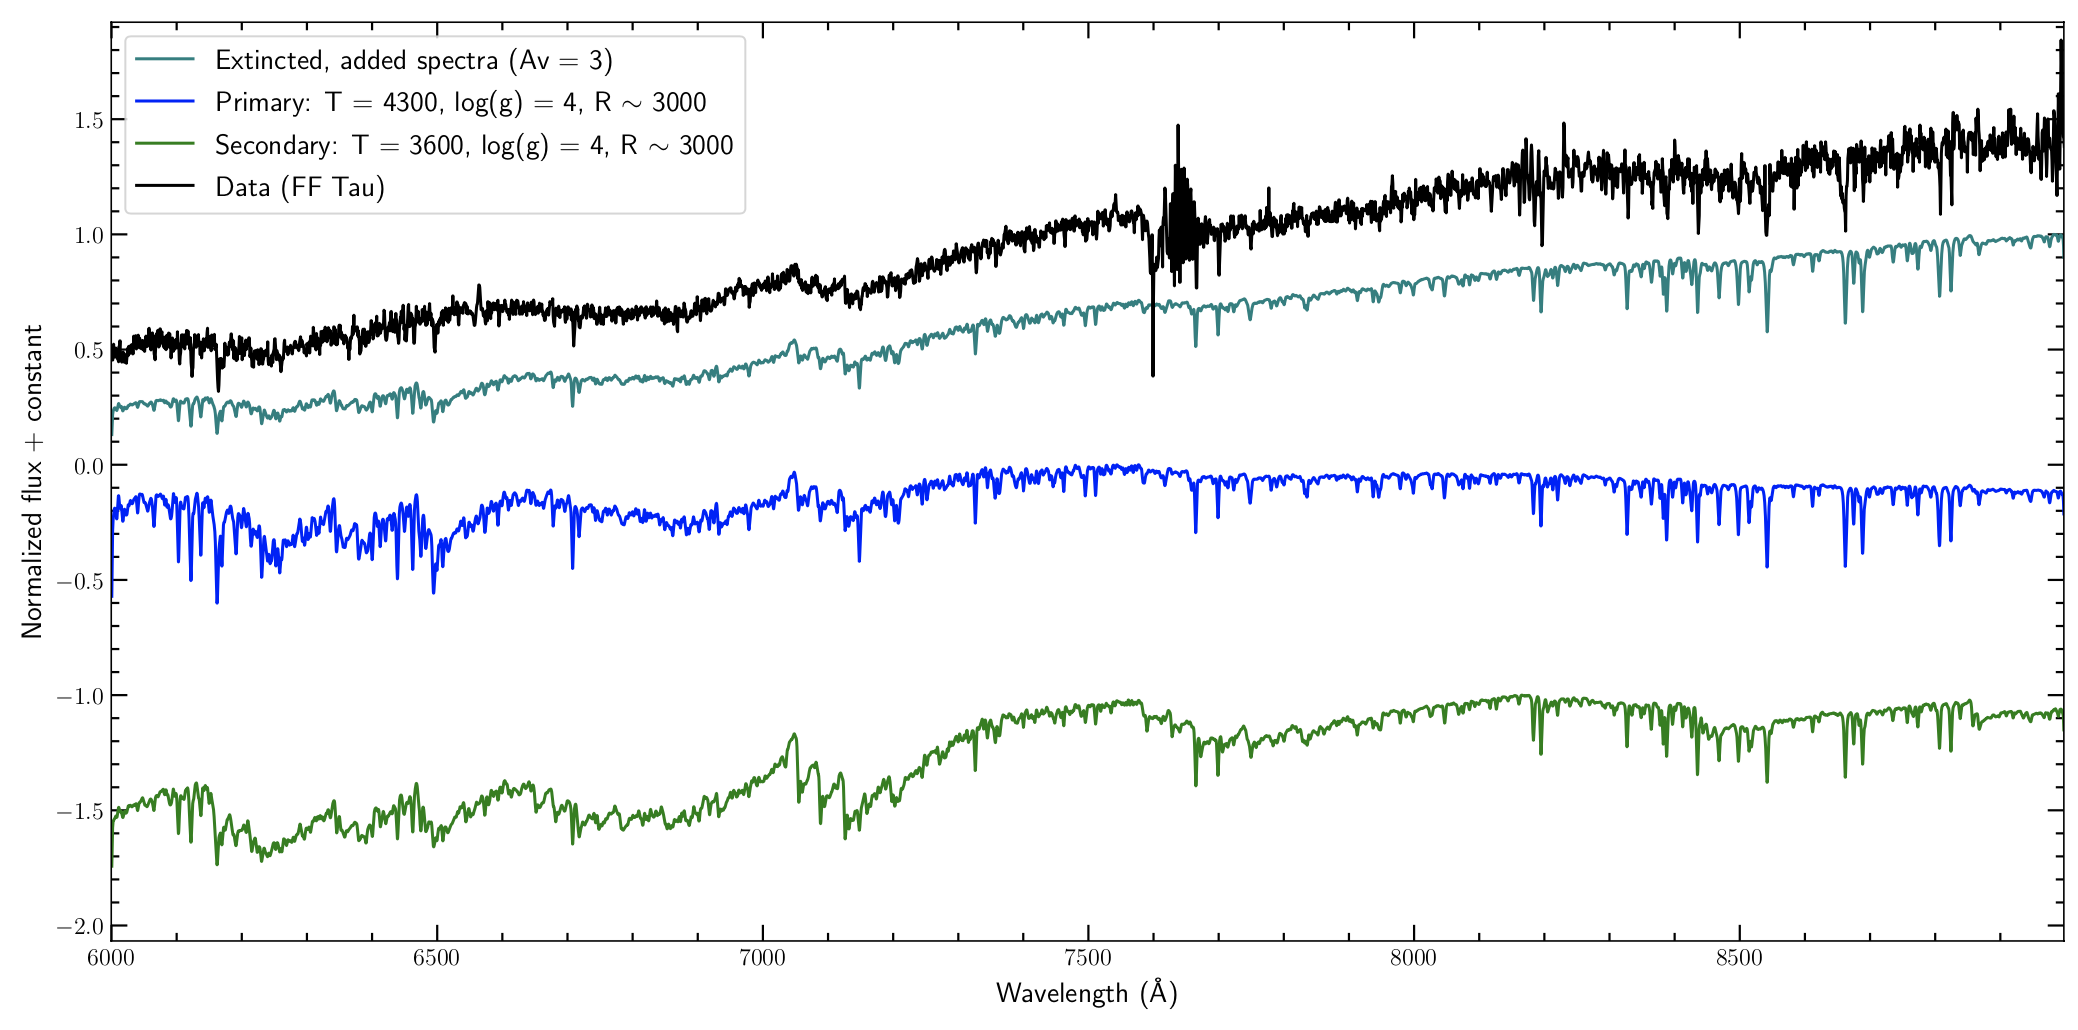 Extincted, added spectra (Av = 3)
Primary: T = 4300, log(g) = 4, R ∼ 3000
Secondary: T = 3600, log(g) = 4, R ∼ 3000
Data (FF Tau)
Normalized flux + constant
1.5
1.0
0.5
0.0
−0.5
−1.0
−1.5
−2.0
6000 6500 7000 7500 8000 8500
Wavelength (Å)